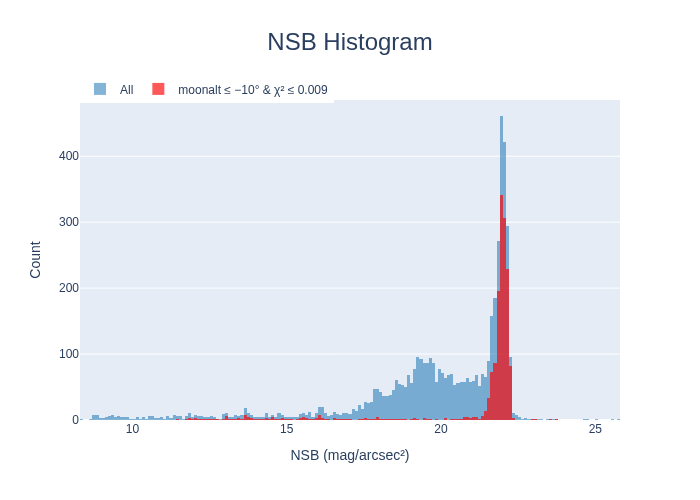 NSB Histogram
All
moonalt ≤ −10° & χ² ≤ 0.009
400
300
200
100
0
Count
10
15
20
25
NSB (mag/arcsec²)